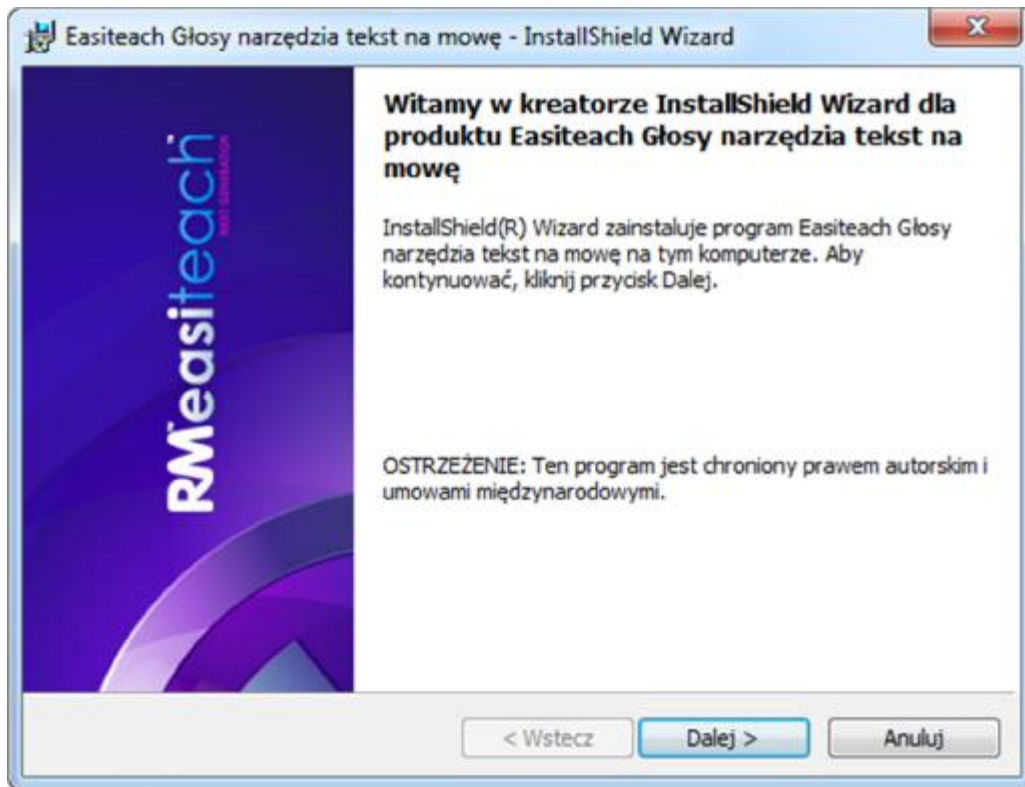 Easiteach Głosy narzędzia tekst na mowę - InstallShield Wizard
RM easiteach
NEXT GENERATION
Witamy w kreatorze InstallShield Wizard dla
produktu Easiteach Głosy narzędzia tekst na
mowę
InstallShield(R) Wizard zainstaluje program Easiteach Głosy
narzędzia tekst na mowę na tym komputerze. Aby
kontynuować, kliknij przycisk Dalej.
OSTRZEŻENIE: Ten program jest chroniony prawem autorskim i
umowami międzynarodowymi.
< Wstecz
Dalej >
Anuluj